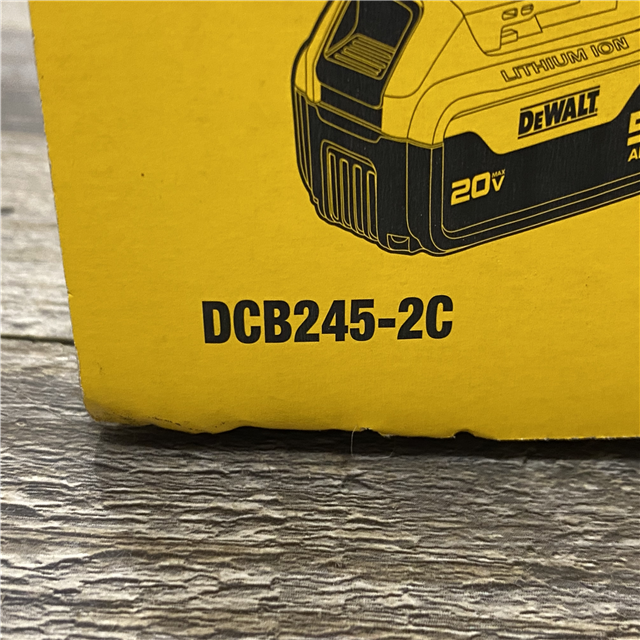 LITHIUM ION
DEWALT
20V MAX
DCB245-2C